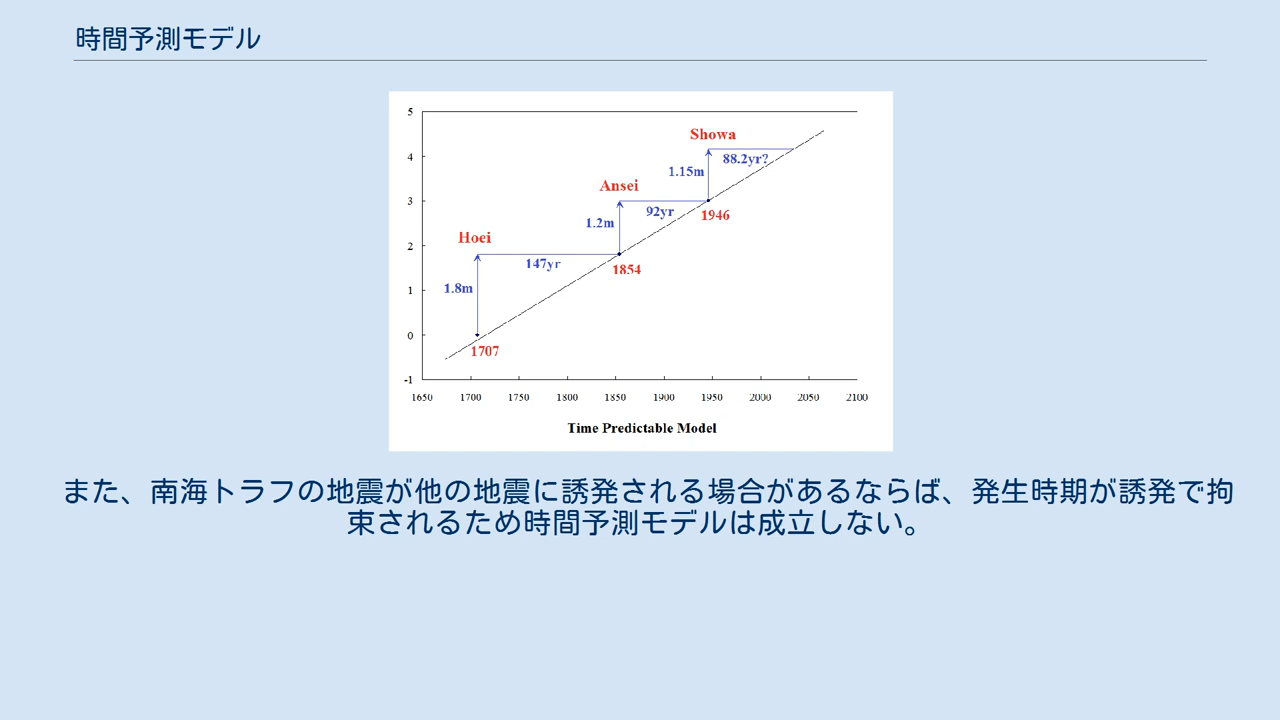 時間予測モデル
5
4
3
2
1
0
-1
Showa
88.2yr?
1.15m
Ansei
92yr
1946
1.2m
Hoei
147yr
1854
1.8m
1707
1650 1700 1750 1800 1850 1900 1950 2000 2050 2100
Time Predictable Model
また、南海トラフの地震が他の地震に誘発される場合があるならば、発生時期が誘発で拘
束されるため時間予測モデルは成立しない。